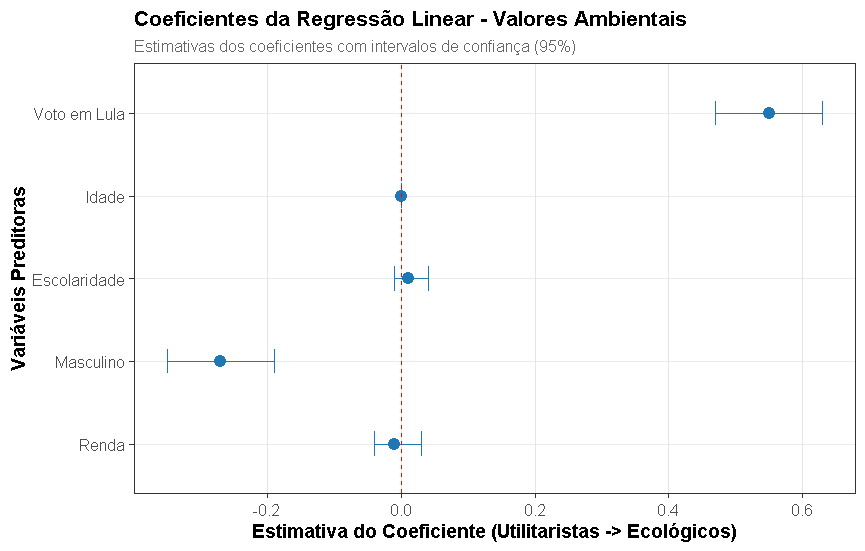 Coeficientes da Regressão Linear - Valores Ambientais
Estimativas dos coeficientes com intervalos de confiança (95%)
Variáveis Preditoras
Voto em Lula
Idade
Escolaridade
Masculino
Renda
-0.2 0.0 0.2 0.4 0.6
Estimativa do Coeficiente (Utilitaristas -> Ecológicos)